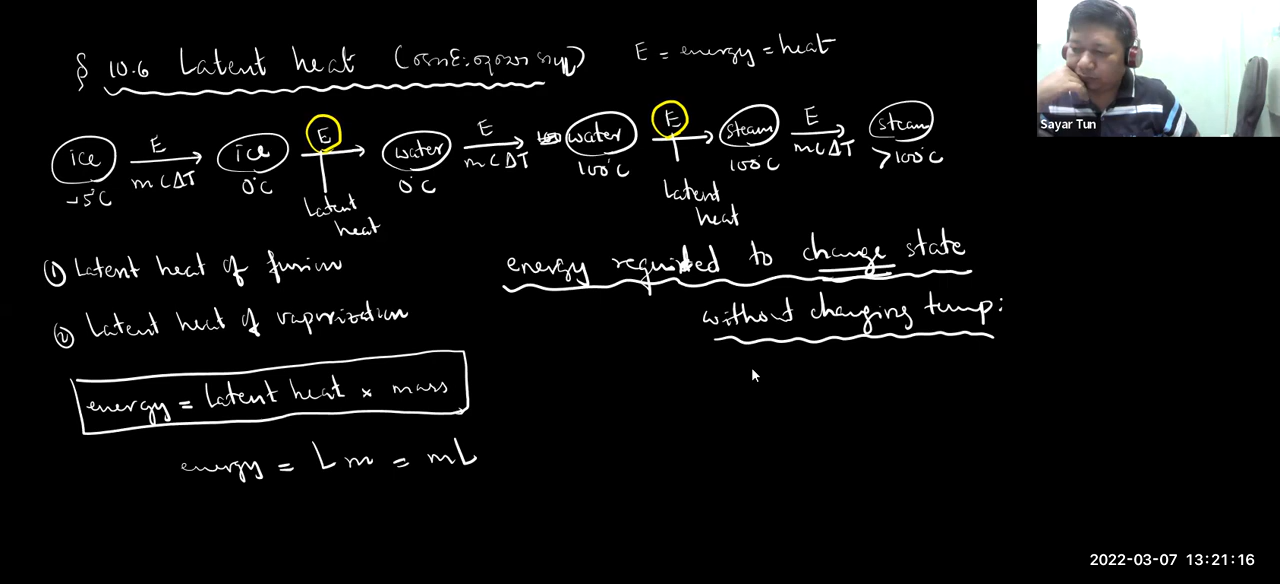 § 10.6 Latent heat
E = energy = heat
Sayar Tun
ice E ice E water E water E steam E steam
-5°C mCΔT 0°C 0°C mCΔT 100°C 100°C mCΔT >100°C
Latent heat
Latent heat
① Latent heat of fusion
energy required to change state
without changing temp:
② Latent heat of vaporization
energy = Latent heat × mass
energy = Lm = mL
2022-03-07 13:21:16